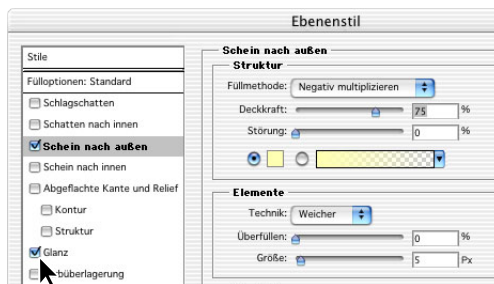 Ebenenstil
Stile
Fülloptionen: Standard
Schlagschatten
Schatten nach innen
Schein nach außen
Schein nach innen
Abgeflachte Kante und Relief
Kontur
Struktur
Glanz
büberlagerung
Schein nach außen
Struktur
Füllmethode: Negativ multiplizieren
Deckkraft: 75 %
Störung: 0 %
Elemente
Technik: Weicher
Überfüllen: 0 %
Größe: 5 Px